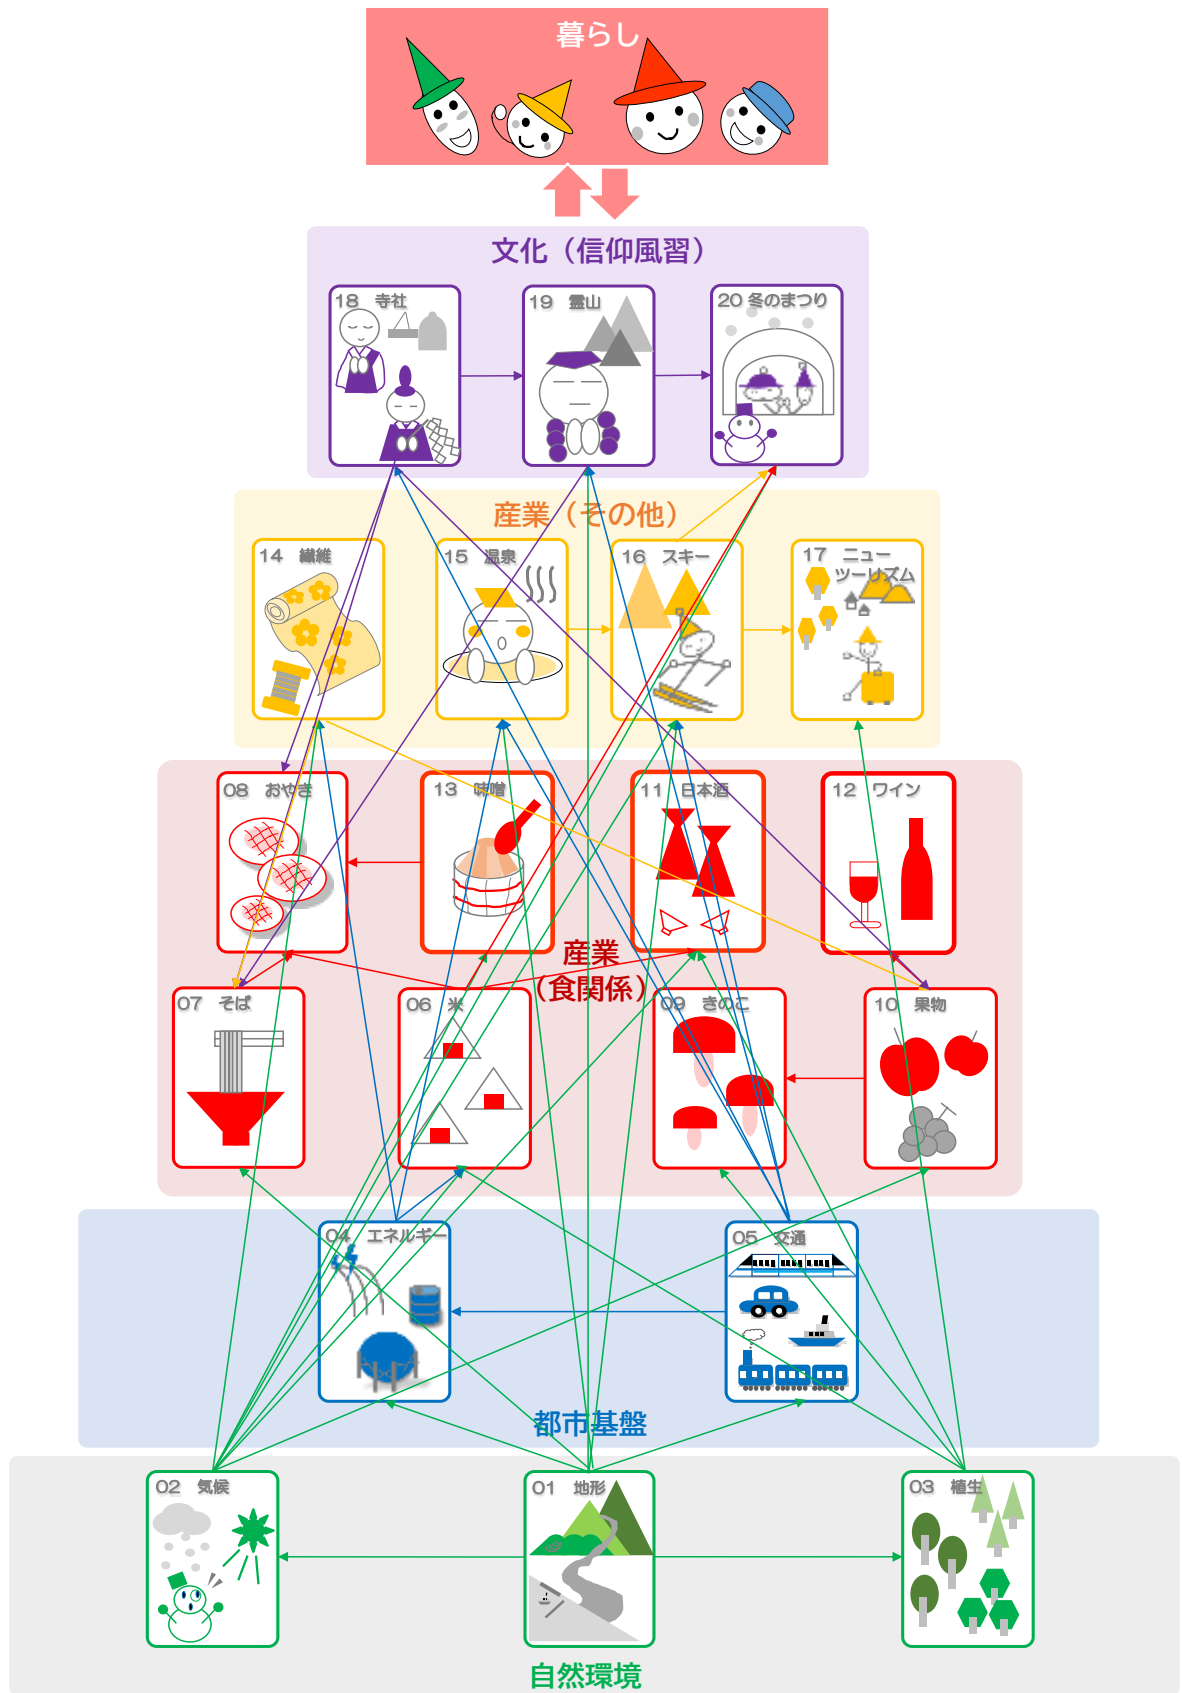 暮らし
文化（信仰風習）
18 寺社
19 霊山
20 冬のまつり
産業（その他）
14 繊維
15 温泉
16 スキー
17 ニュー
ツーリズム
08 おやき
13 味噌
11 日本酒
12 ワイン
産業
（食関係）
07 そば
06 米
09 きのこ
10 果物
04 エネルギー
05 交通
都市基盤
02 気候
01 地形
03 植生
自然環境